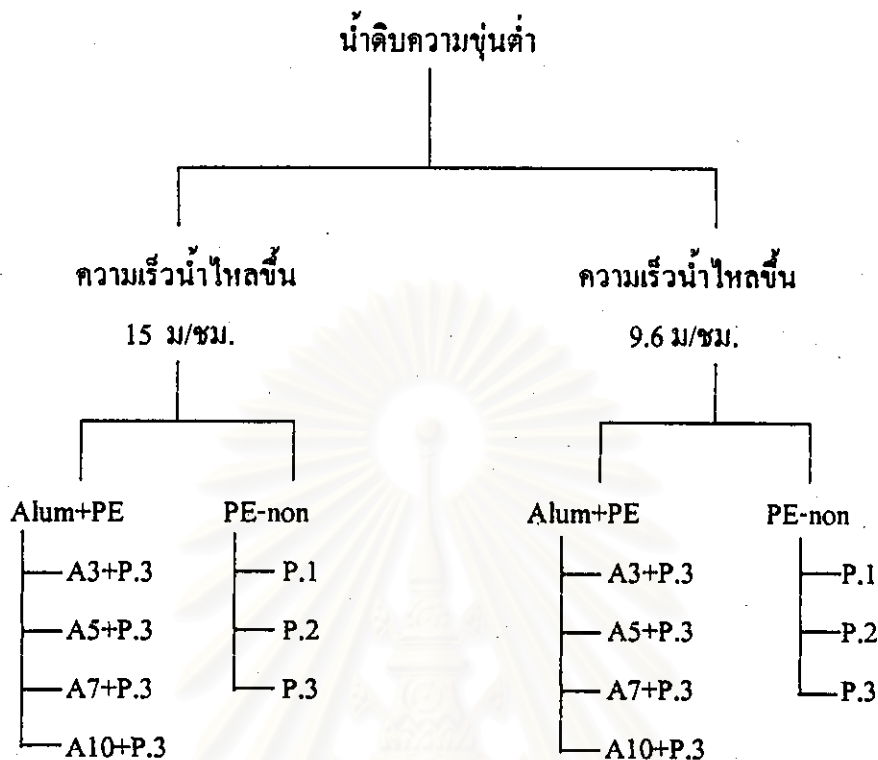 น้ำดิบความขุ่นต่ำ
ความเร็วน้ำไหลขึ้น
15 ม/ชม.
ความเร็วน้ำไหลขึ้น
9.6 ม/ชม.
Alum+PE
A3+P.3
A5+P.3
A7+P.3
A10+P.3
PE-non
P.1
P.2
P.3
Alum+PE
A3+P.3
A5+P.3
A7+P.3
A10+P.3
PE-non
P.1
P.2
P.3